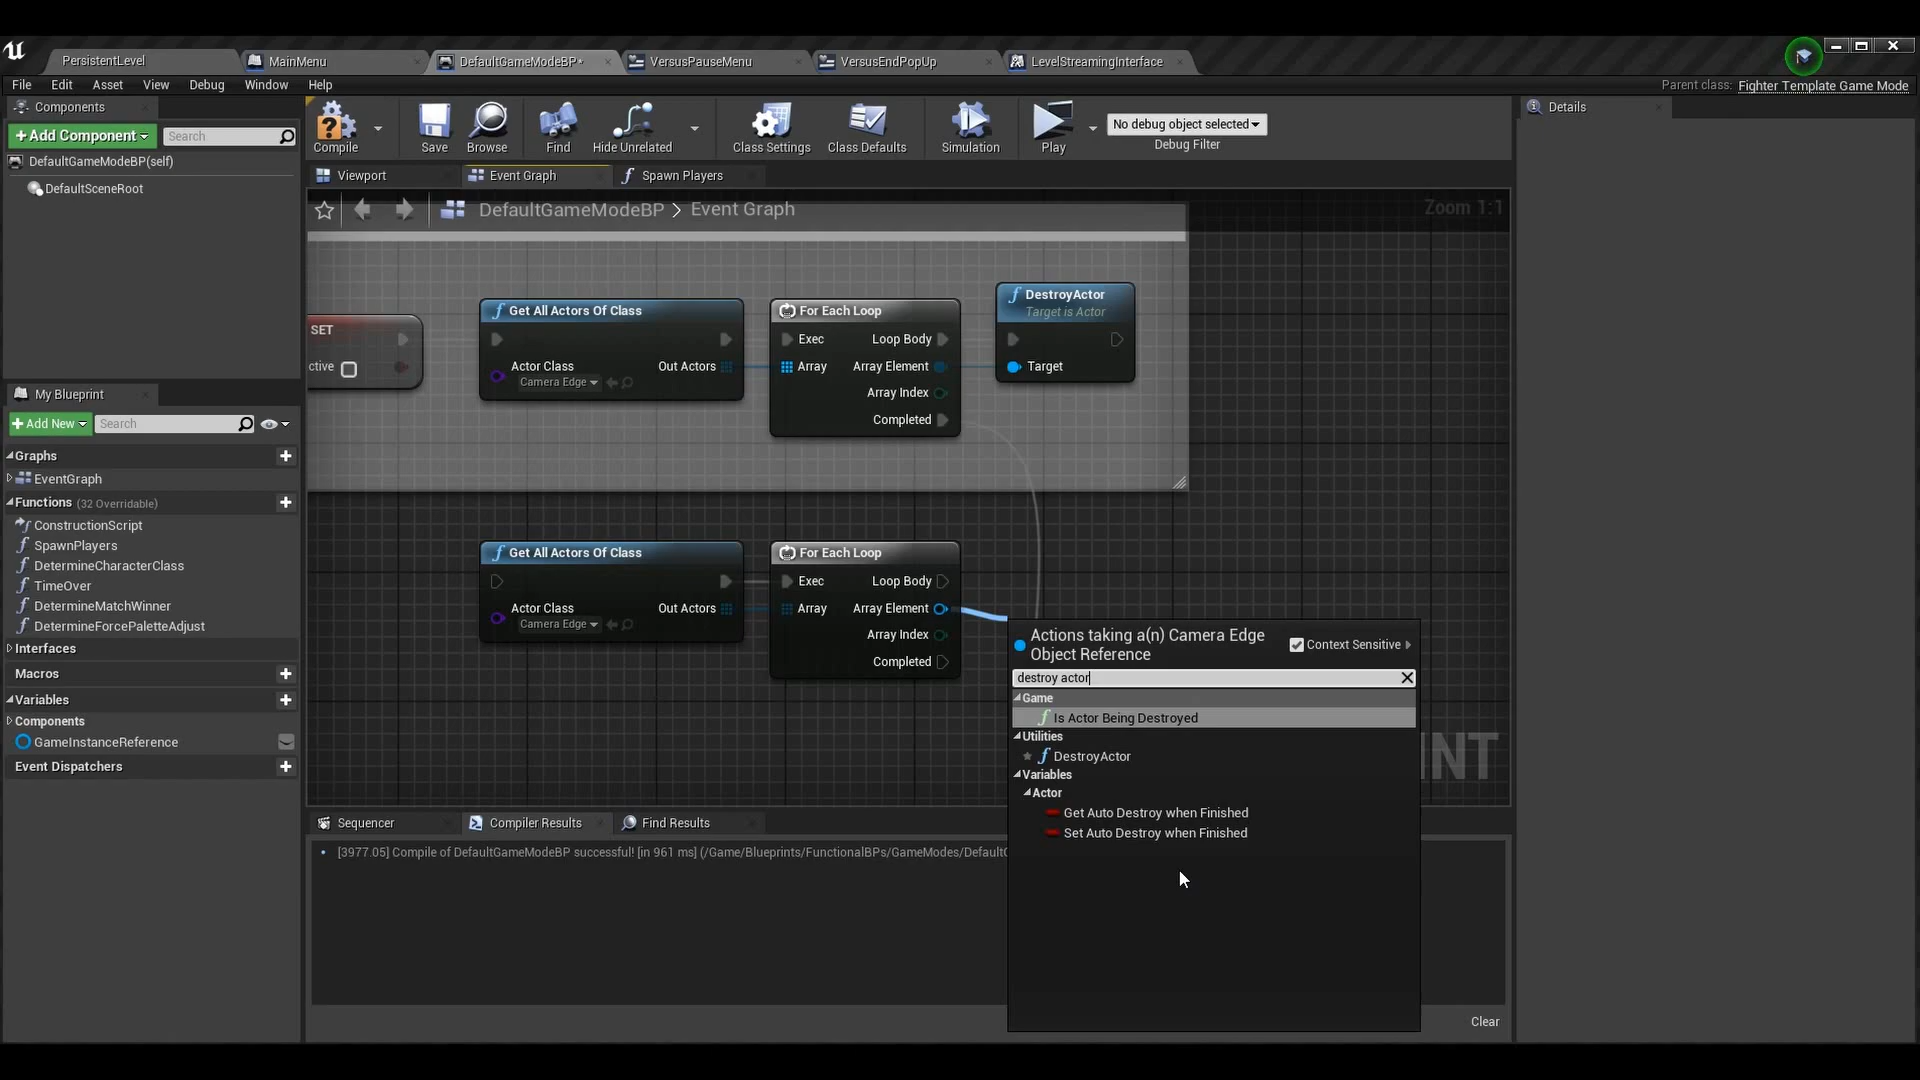 PersistentLevel
MainMenu
DefaultGameModeBP*
VersusPauseMenu
VersusEndPopUp
LevelStreamingInterface
File Edit Asset View Debug Window Help
Parent class: Fighter Template Game Mode
Components
+Add Component
Search
DefaultGameModeBP(self)
DefaultSceneRoot
My Blueprint
+Add New
Search
Graphs
EventGraph
Functions (32 Overridable)
ConstructionScript
SpawnPlayers
DetermineCharacterClass
TimeOver
DetermineMatchWinner
DetermineForcePaletteAdjust
Interfaces
Macros
Variables
Components
GameInstanceReference
Event Dispatchers
Compile
Save
Browse
Find
Hide Unrelated
Class Settings
Class Defaults
Simulation
Play
No debug object selected
Debug Filter
Viewport
Event Graph
Spawn Players
DefaultGameModeBP > Event Graph
Zoom 1:1
SET
ctive
Get All Actors Of Class
Actor Class
Camera Edge
Out Actors
For Each Loop
Exec
Loop Body
Array
Array Element
Array Index
Completed
DestroyActor
Target is Actor
Target
Get All Actors Of Class
Actor Class
Camera Edge
Out Actors
For Each Loop
Exec
Loop Body
Array
Array Element
Array Index
Completed
Actions taking a(n) Camera Edge
Object Reference
Context Sensitive
destroy actor
Game
Is Actor Being Destroyed
Utilities
DestroyActor
Variables
Actor
Get Auto Destroy when Finished
Set Auto Destroy when Finished
INT
Sequencer
Compiler Results
Find Results
[3977.05] Compile of DefaultGameModeBP successful! [in 961 ms] (/Game/Blueprints/FunctionalBPs/GameModes/DefaultG
Clear
Details